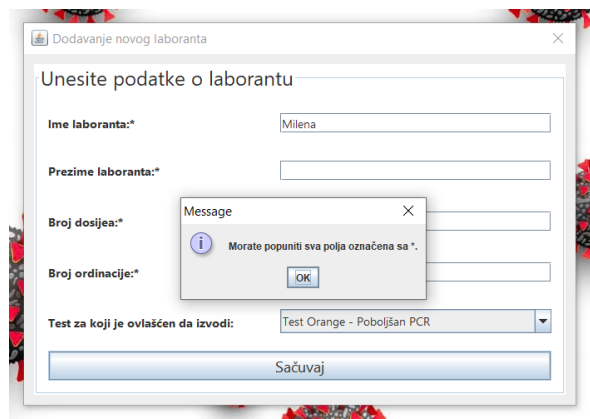 Dodavanje novog laboranta
Unesite podatke o laborantu
Ime laboranta:*
Milena
Prezime laboranta:*
Message
Broj dosijea:*
Morate popuniti sva polja označena sa *.
Broj ordinacije:*
OK
Test za koji je ovlašćen da izvodi:
Test Orange - Poboljšan PCR
Sačuvaj